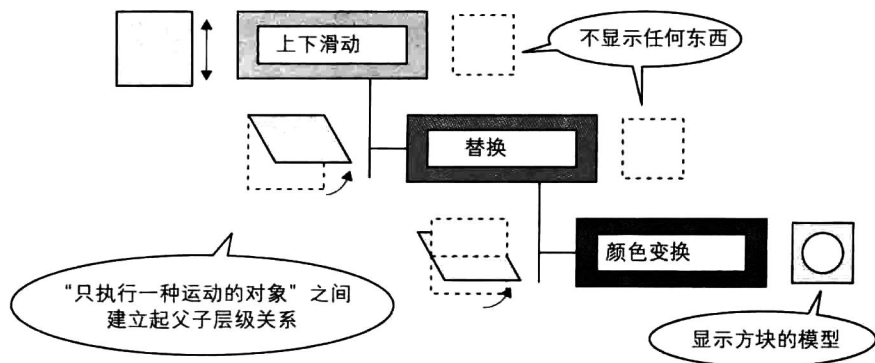 上下滑动
不显示任何东西
替换
颜色变换
“只执行一种运动的对象”之间
建立起父子层级关系
显示方块的模型